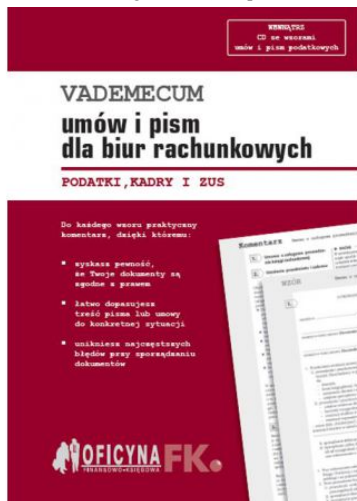 WEWNĄTRZ
CD ze wzorami
umów i pism podatkowych
VADEMECUM
umów i pism
dla biur rachunkowych
PODATKI, KADRY I ZUS
Do każdego wzoru praktyczny
komentarz, dzięki któremu:
zyskasz pewność,
że Twoje dokumenty są
zgodne z prawem
łatwo dopasujesz
treść pisma lub umowy
do konkretnej sytuacji
unikniesz najczęstszych
błędów przy sporządzaniu
dokumentów
Komentarz
WZÓR
OFICYNA FK.
FINANSOWO-KSIĘGOWA